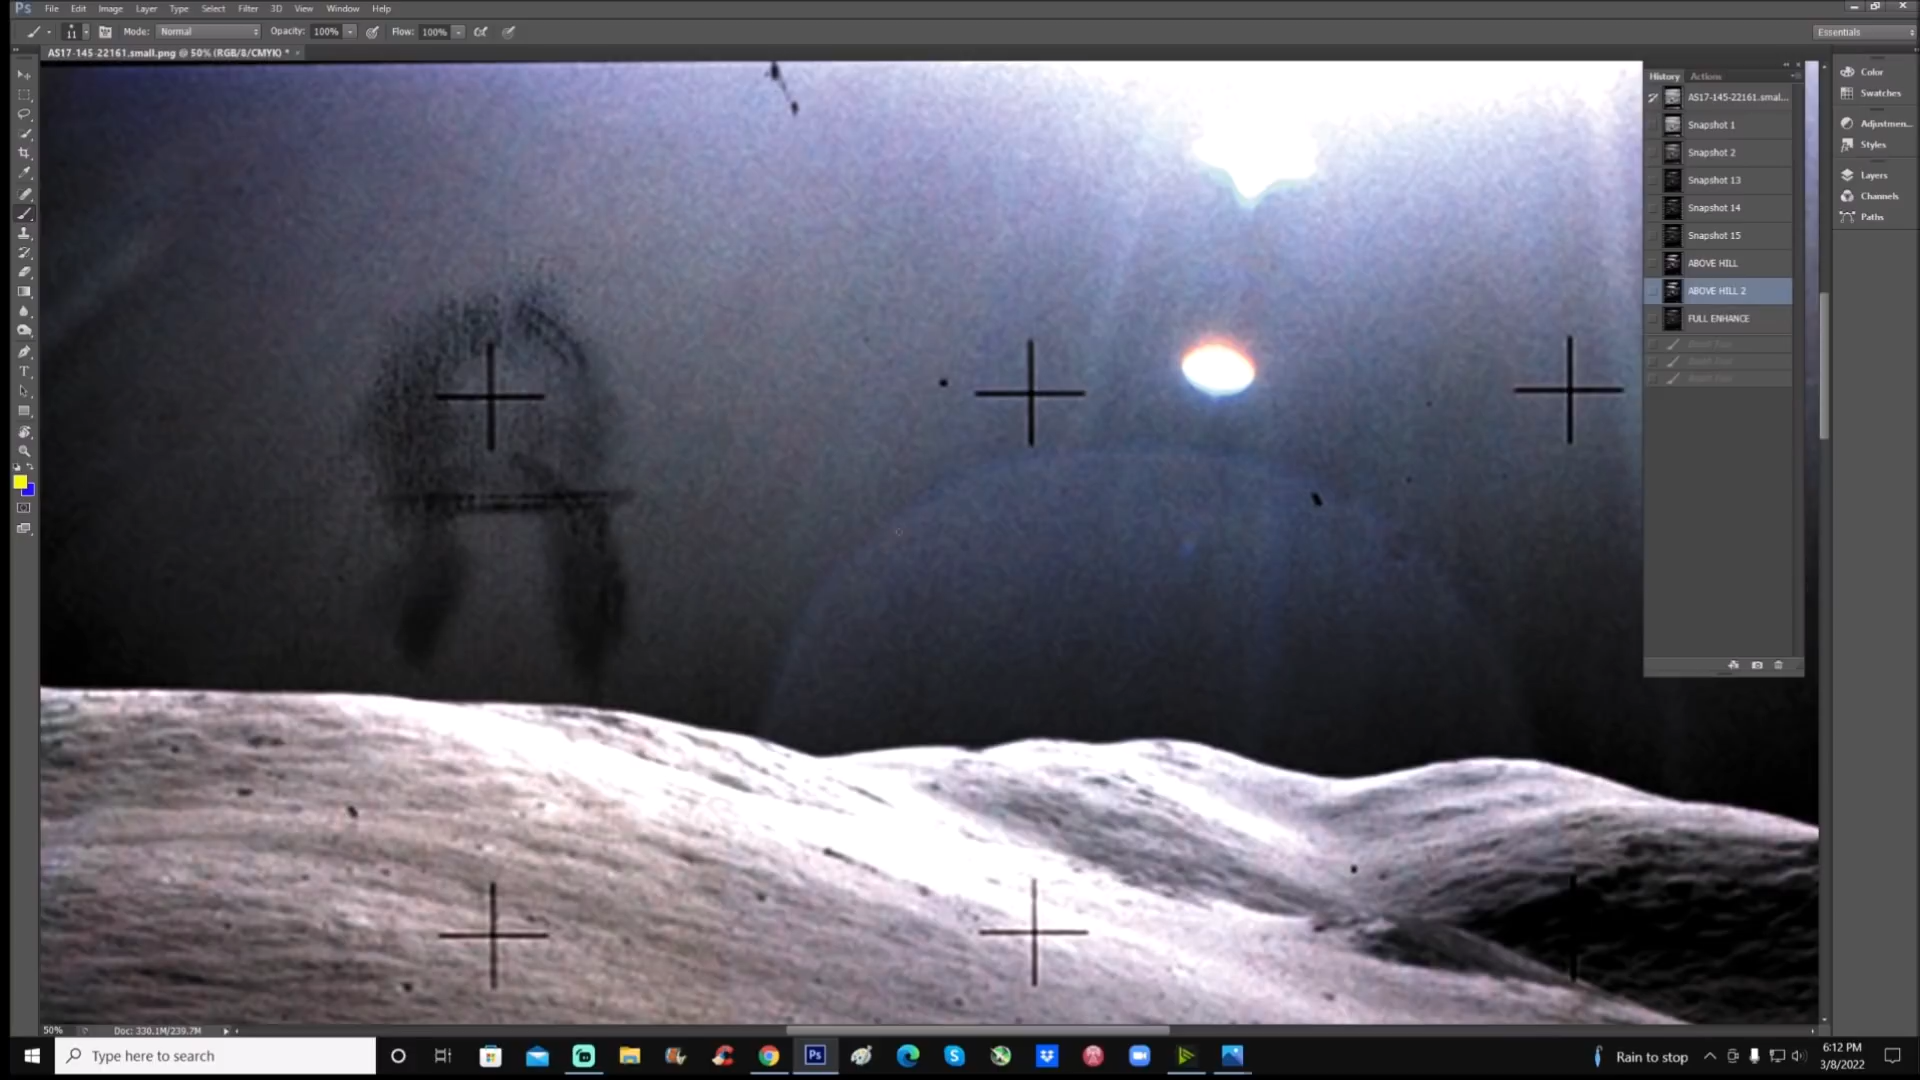 Ps File Edit Image Layer Type Select Filter 3D View Window Help
11 Mode: Normal Opacity: 100% Flow: 100% Essentials
AS17-145-22161.small.png @ 50% (RGB/8/CMYK) *
History Actions
AS17-145-22161.smal...
Snapshot 1
Snapshot 2
Snapshot 13
Snapshot 14
Snapshot 15
ABOVE HILL
ABOVE HILL 2
FULL ENHANCE
Color
Swatches
Adjustmen...
Styles
Layers
Channels
Paths
50% Doc: 330.1M/239.7M
Type here to search
Ps
Rain to stop
6:12 PM
3/8/2022